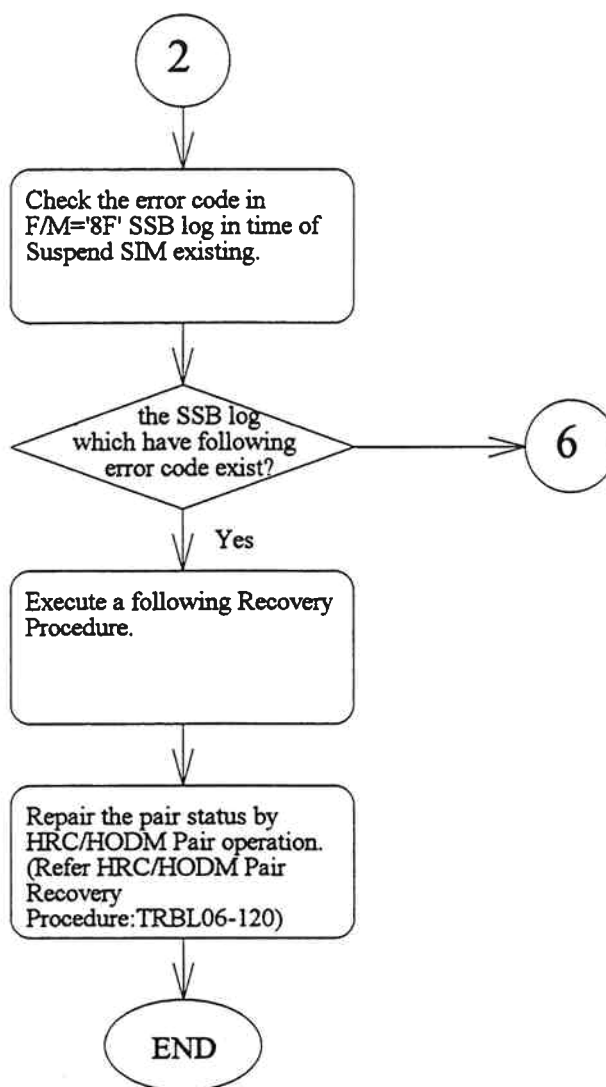 2
Check the error code in
F/M='8F' SSB log in time of
Suspend SIM existing.
the SSB log
which have following
error code exist?
6
Yes
Execute a following Recovery
Procedure.
Repair the pair status by
HRC/HODM Pair operation.
(Refer HRC/HODM Pair
Recovery
Procedure:TRBL06-120)
END